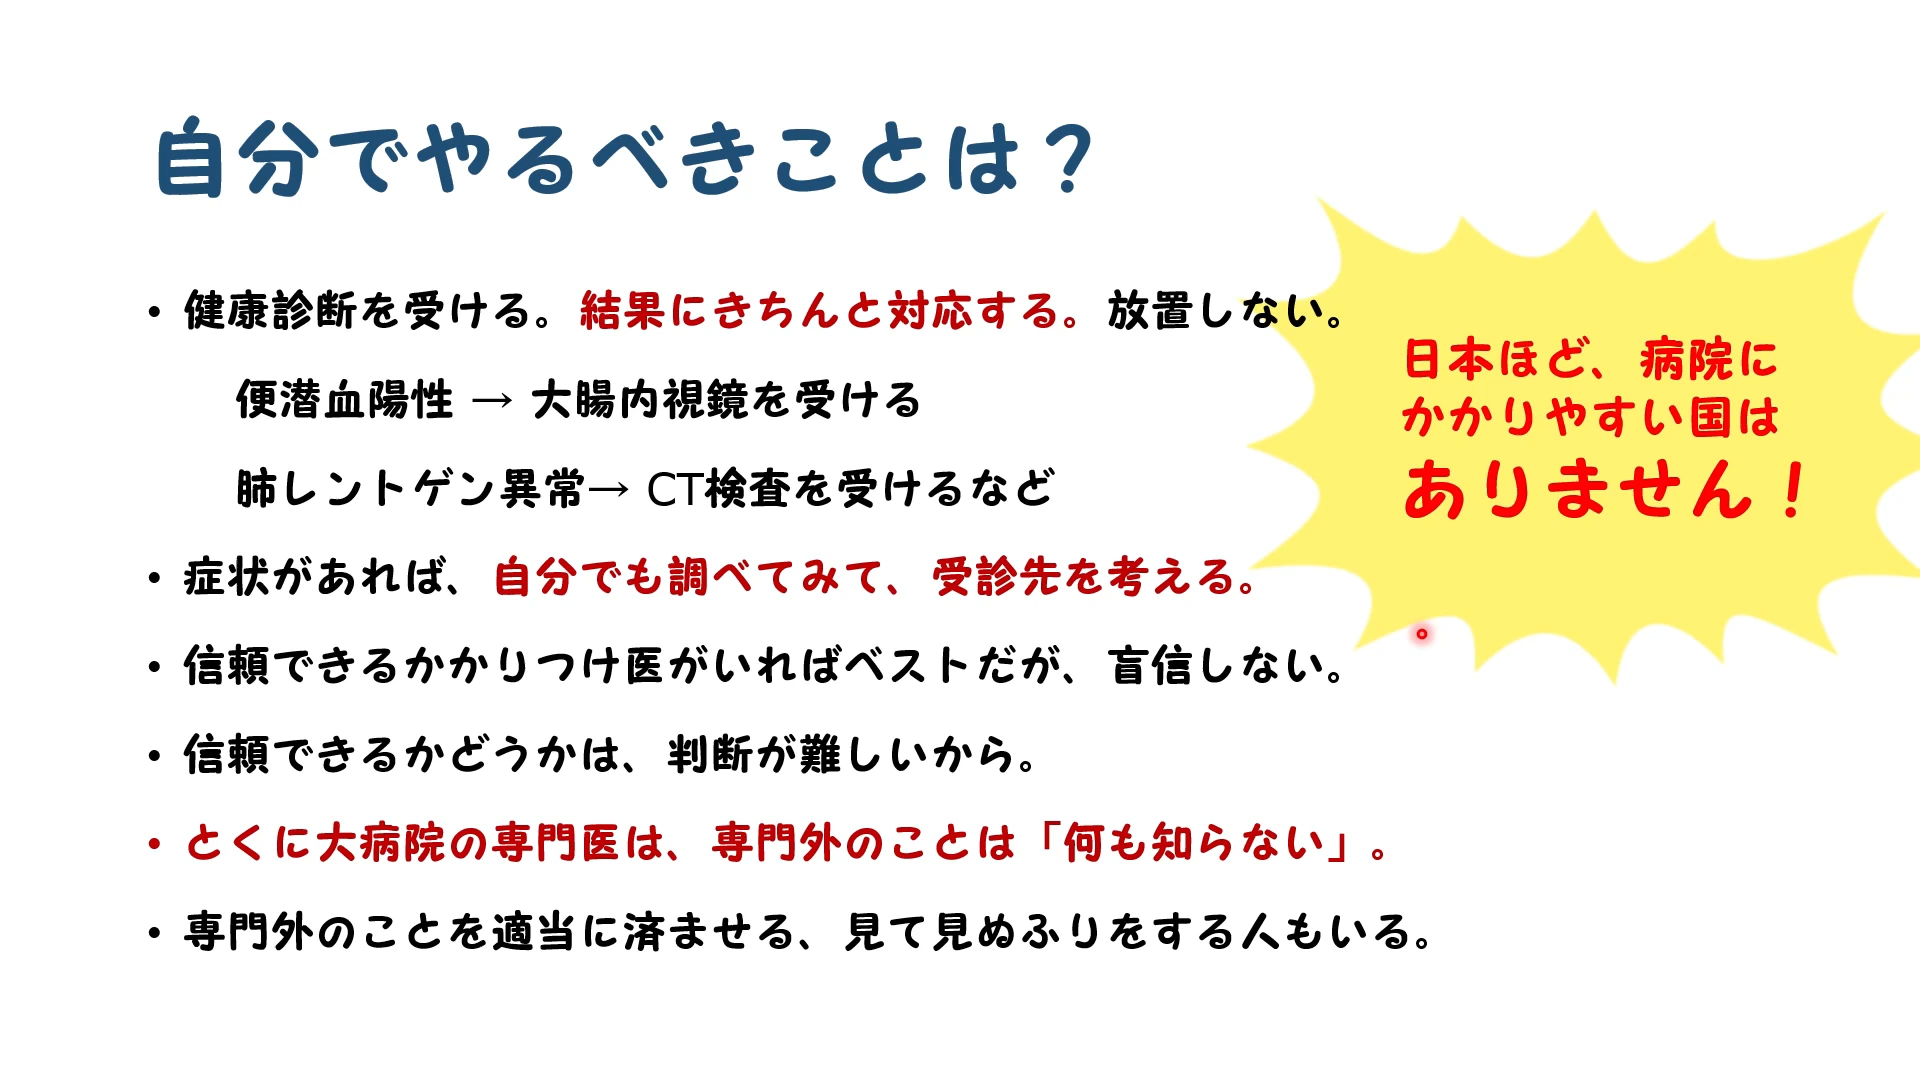 自分でやるべきことは？
• 健康診断を受ける。結果にきちんと対応する。放置しない。
便潜血陽性 → 大腸内視鏡を受ける
肺レントゲン異常→ CT検査を受けるなど
• 症状があれば、自分でも調べてみて、受診先を考える。
• 信頼できるかかりつけ医がいればベストだが、盲信しない。
• 信頼できるかどうかは、判断が難しいから。
• とくに大病院の専門医は、専門外のことは「何も知らない」。
• 専門外のことを適当に済ませる、見て見ぬふりをする人もいる。
日本ほど、病院に
かかりやすい国は
ありません！